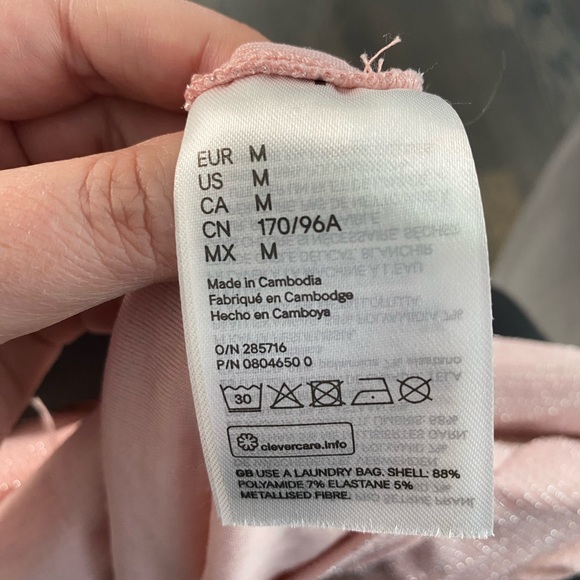 EUR M
US M
CA M
CN 170/96A
MX M
Made in Cambodia
Fabriqué en Cambodge
Hecho en Camboya
O/N 285716
P/N 0804650 0
30
clevercare.info
GB USE A LAUNDRY BAG. SHELL: 88%
POLYAMIDE 7% ELASTANE 5%
METALLISED FIBRE.